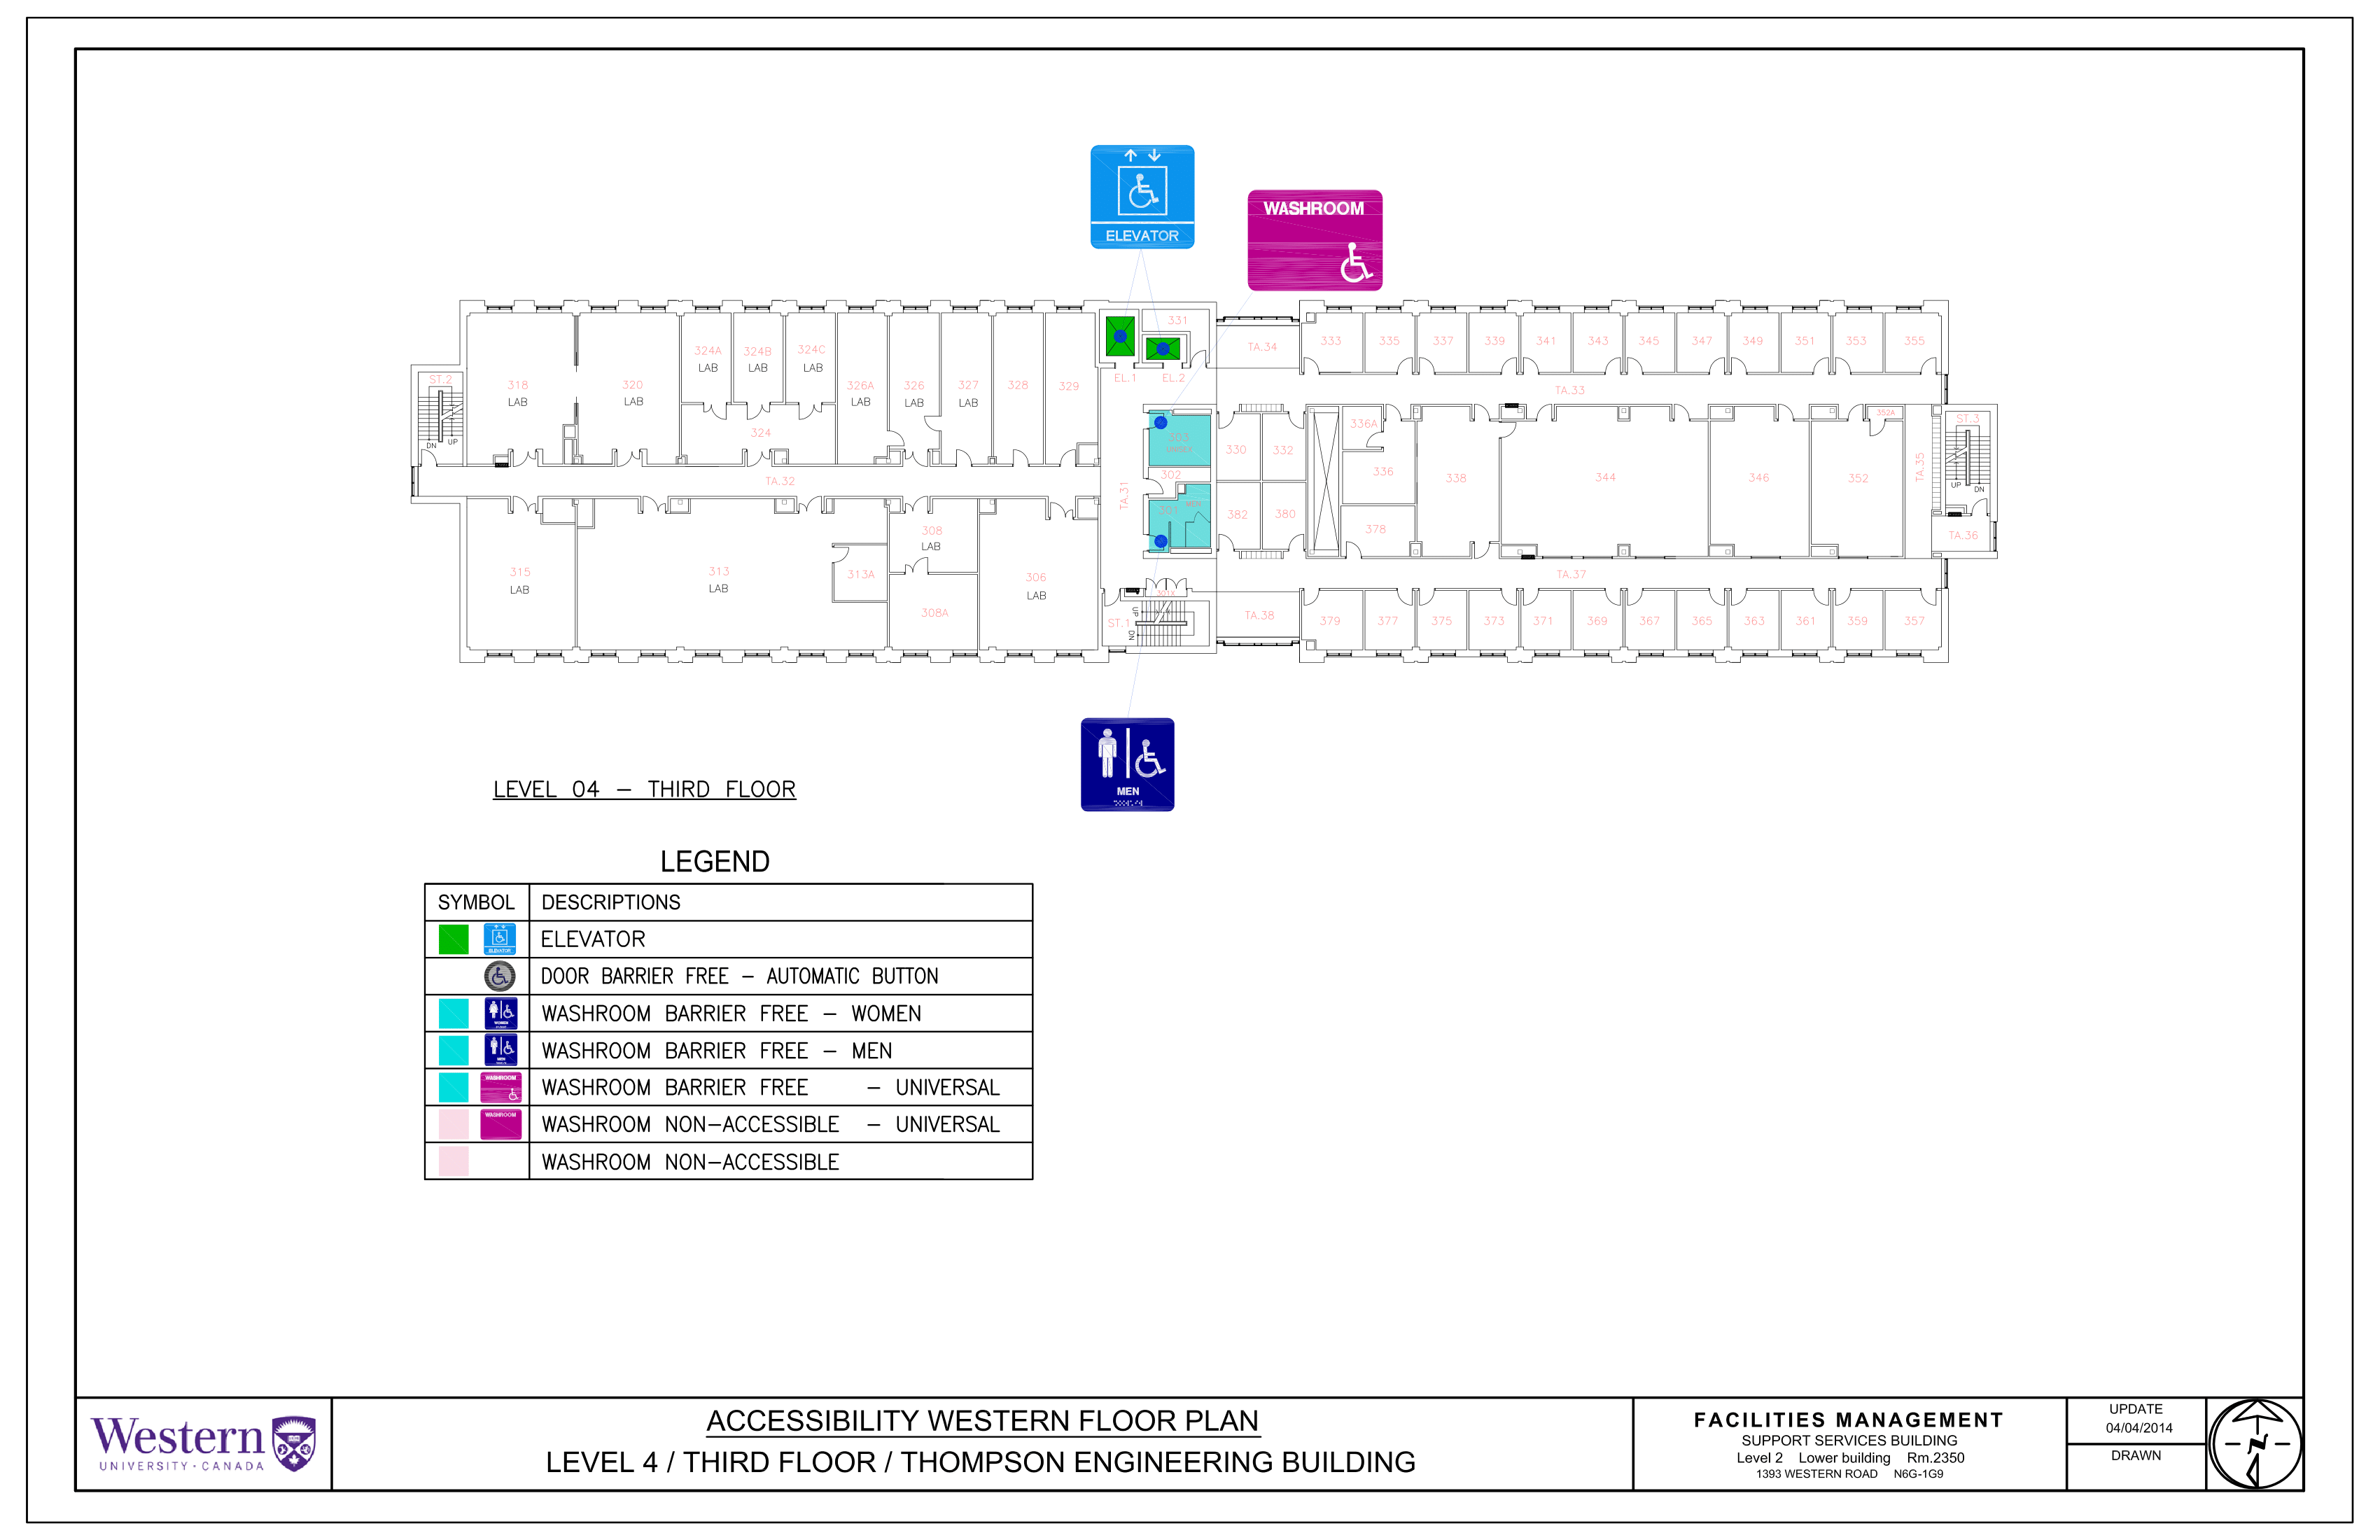 ELEVATOR
WASHROOM
331
324A
LAB
324B
LAB
324C
LAB
TA.34
333
335
337
339
341
343
345
347
349
351
353
355
ST.2
DN
UP
318
LAB
320
LAB
326A
LAB
326
LAB
327
LAB
328
329
EL.1
EL.2
TA.33
324
303
UNISEX
330
332
336A
352A
ST.3
UP
DN
TA.32
TA.31
302
336
338
344
346
352
TA.35
301
MEN
382
380
378
TA.36
308
LAB
315
LAB
313
LAB
313A
306
LAB
308A
301X
TA.37
ST.1
UP
DN
TA.38
379
377
375
373
371
369
367
365
363
361
359
357
MEN
LEVEL 04 - THIRD FLOOR
LEGEND
SYMBOL DESCRIPTIONS
ELEVATOR ELEVATOR
DOOR BARRIER FREE - AUTOMATIC BUTTON
WOMEN WASHROOM BARRIER FREE - WOMEN
MEN WASHROOM BARRIER FREE - MEN
WASHROOM WASHROOM BARRIER FREE - UNIVERSAL
WASHROOM WASHROOM NON-ACCESSIBLE - UNIVERSAL
WASHROOM NON-ACCESSIBLE
Western
UNIVERSITY · CANADA
ACCESSIBILITY WESTERN FLOOR PLAN
LEVEL 4 / THIRD FLOOR / THOMPSON ENGINEERING BUILDING
FACILITIES MANAGEMENT
SUPPORT SERVICES BUILDING
Level 2 Lower building Rm.2350
1393 WESTERN ROAD N6G-1G9
UPDATE
04/04/2014
DRAWN
N